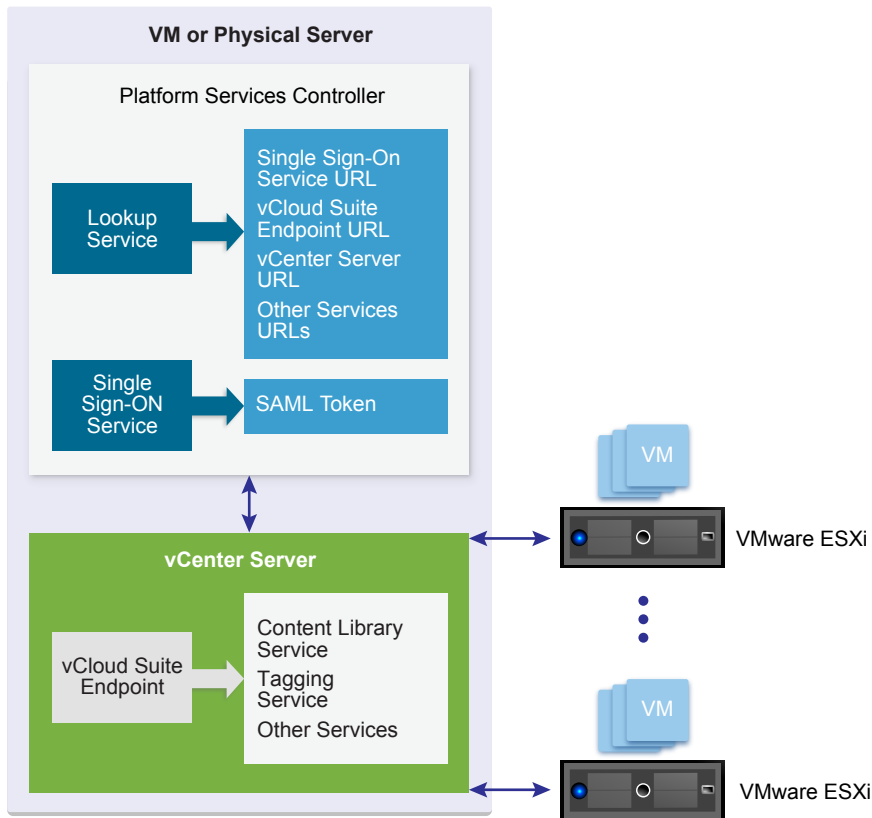 VM or Physical Server
Platform Services Controller
Lookup
Service
Single Sign-On
Service URL
vCloud Suite
Endpoint URL
vCenter Server
URL
Other Services
URLs
Single
Sign-ON
Service
SAML Token
VM
VMware ESXi
vCenter Server
vCloud Suite
Endpoint
Content Library
Service
Tagging
Service
Other Services
VM
VMware ESXi